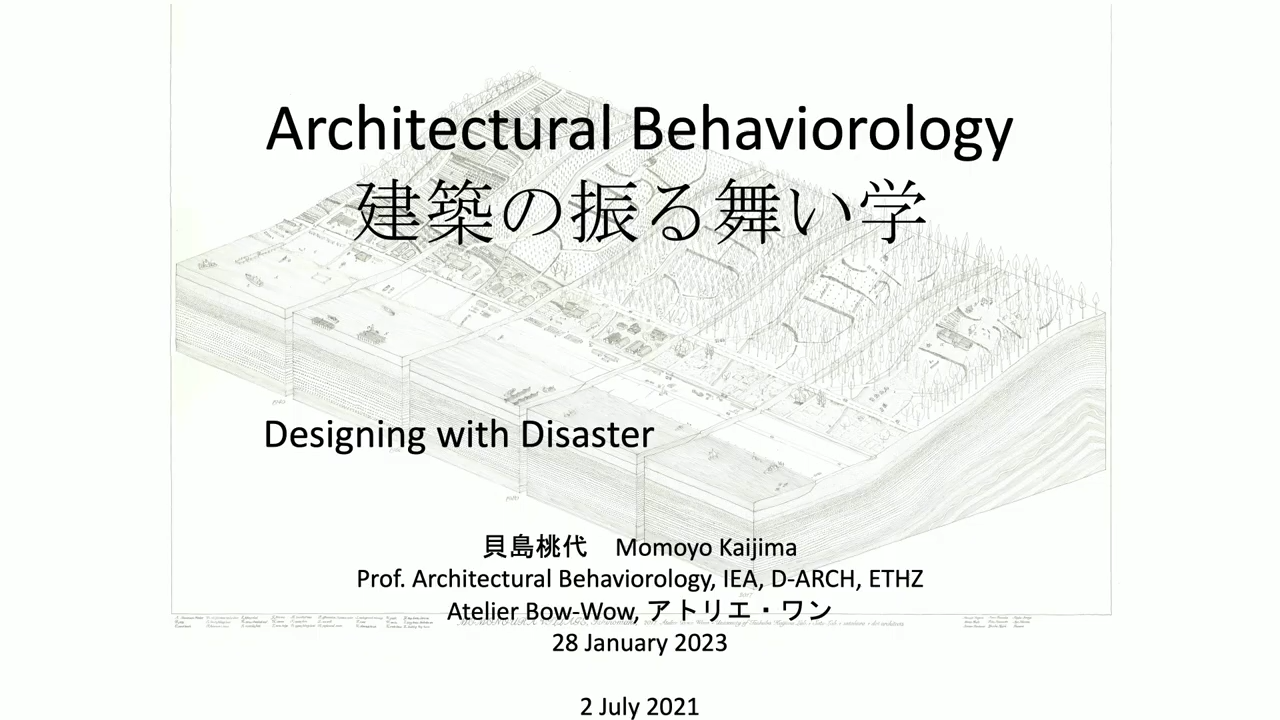 Architectural Behaviorology
建築の振る舞い学
Designing with Disaster
貝島桃代　Momoyo Kaijima
Prof. Architectural Behaviorology, IEA, D-ARCH, ETHZ
Atelier Bow-Wow, アトリエ・ワン
28 January 2023
2 July 2021